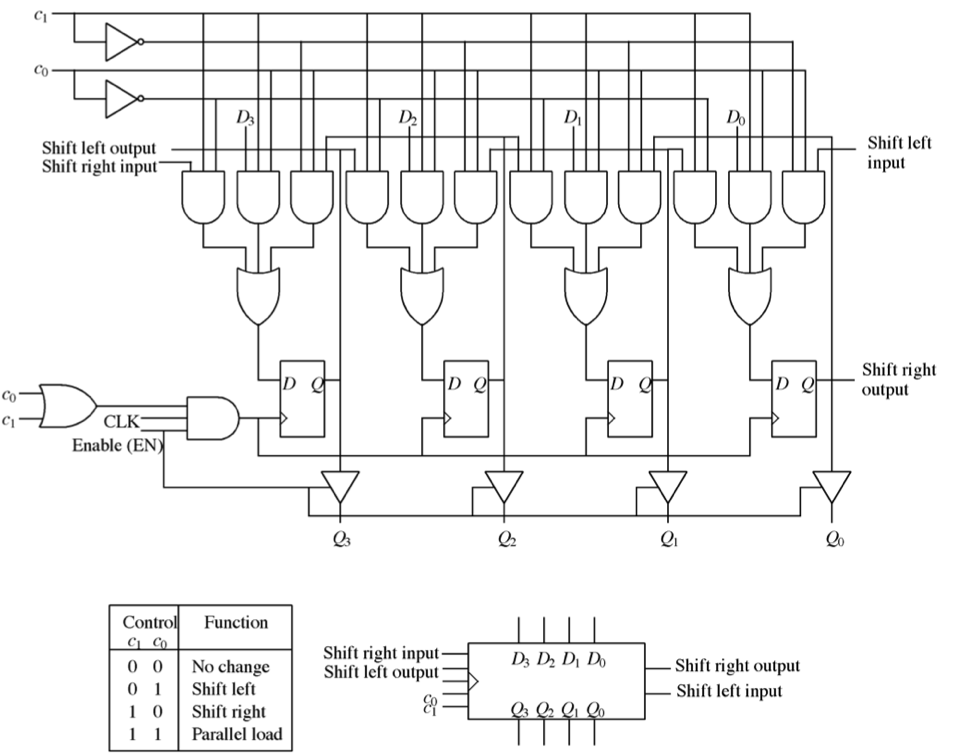 c1
c0
D3 D2 D1 D0
Shift left output
Shift right input
Shift left
input
D Q D Q D Q D Q
Shift right
output
c0
c1
CLK
Enable (EN)
Q3 Q2 Q1 Q0
Control Function
c1 c0
0 0 No change
0 1 Shift left
1 0 Shift right
1 1 Parallel load
Shift right input
Shift left output
c0
c1
D3 D2 D1 D0
Q3 Q2 Q1 Q0
Shift right output
Shift left input